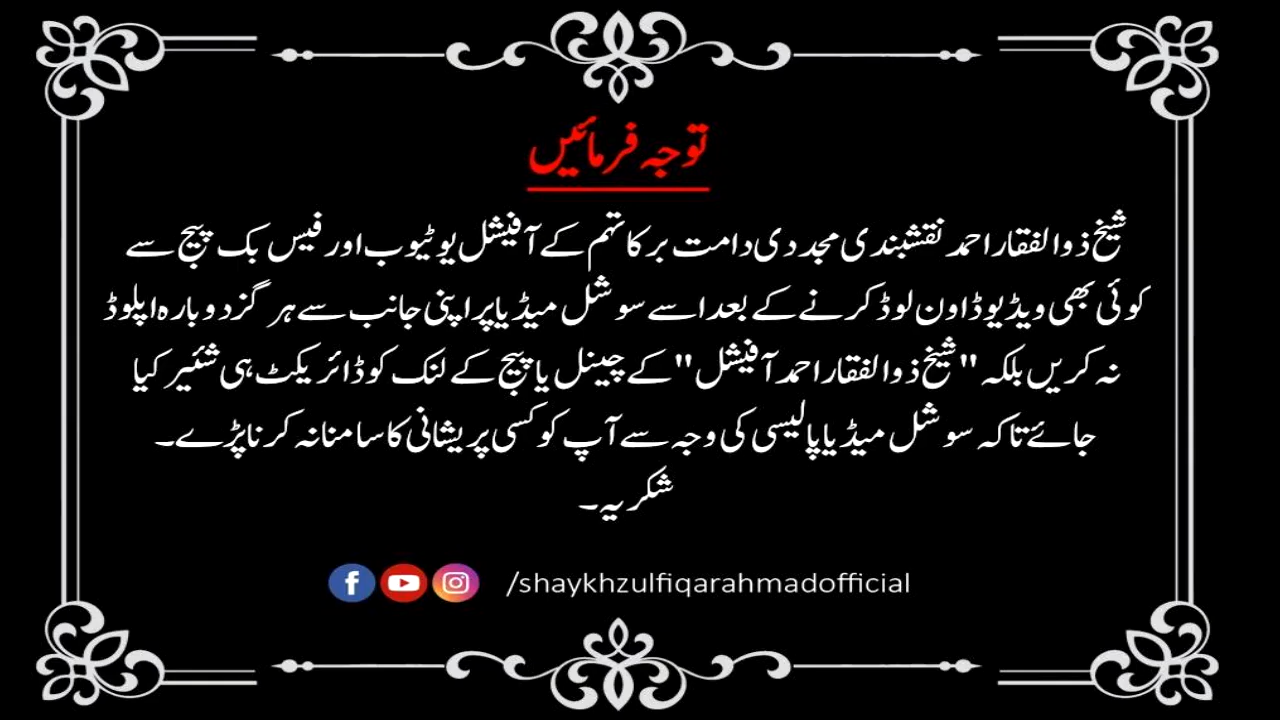 توجہ فرمائیں
شیخ ذوالفقار احمد نقشبندی مجددی دامت برکاتہم کے آفیشل یوٹیوب اور فیس بک پیج سے
کوئی بھی ویڈیو ڈاون لوڈ کرنے کے بعد اسے سوشل میڈیا پر اپنی جانب سے ہر گز دوبارہ اپلوڈ
نہ کریں بلکہ "شیخ ذوالفقار احمد آفیشل" کے چینل یا پیج کے لنک کو ڈائریکٹ ہی شئیر کیا
جائے تاکہ سوشل میڈیا پالیسی کی وجہ سے آپ کو کسی پریشانی کا سامنا نہ کرنا پڑے۔
شکریہ۔
/shaykhzulfiqarahmadofficial